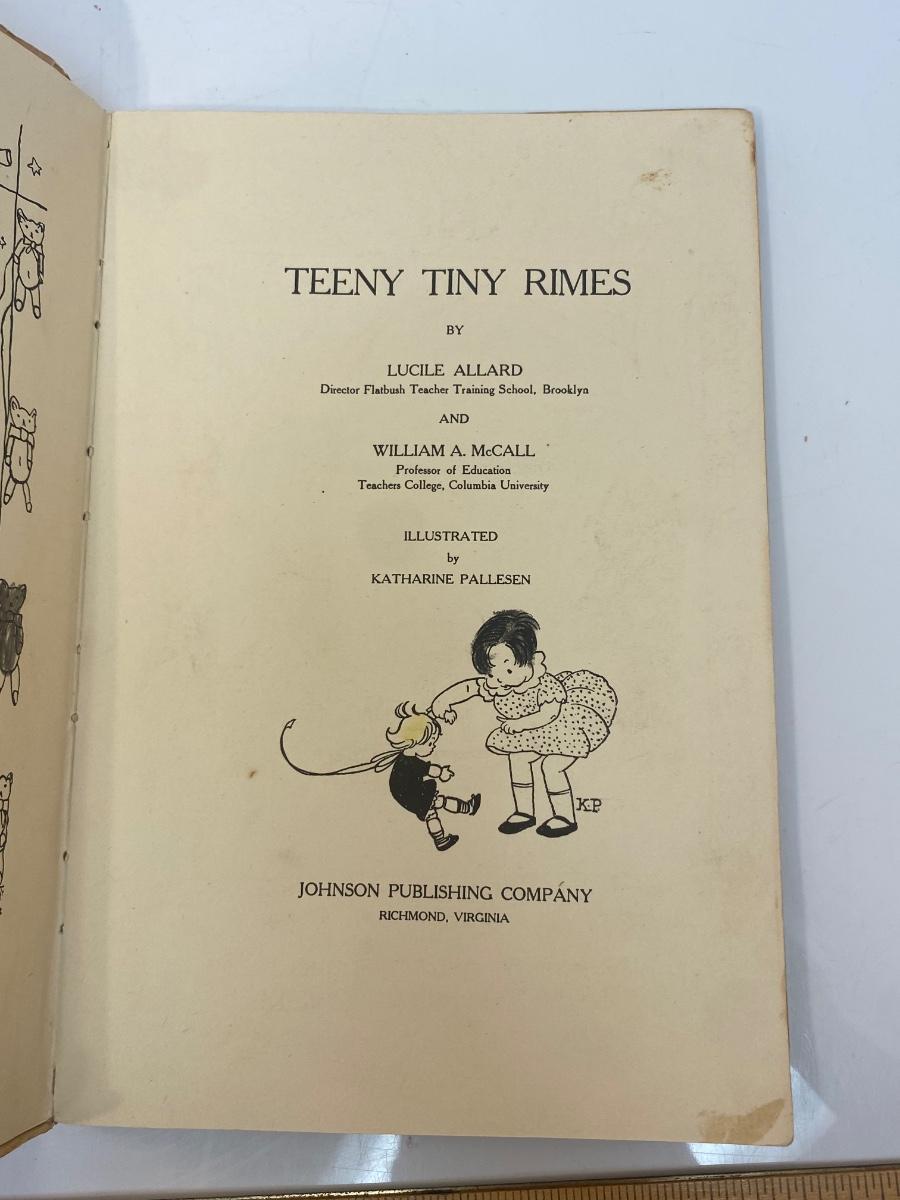 TEENY TINY RIMES
BY
LUCILE ALLARD
Director Flatbush Teacher Training School, Brooklyn
AND
WILLIAM A. McCALL
Professor of Education
Teachers College, Columbia University
ILLUSTRATED
by
KATHARINE PALLESEN
K.P.
JOHNSON PUBLISHING COMPANY
RICHMOND, VIRGINIA